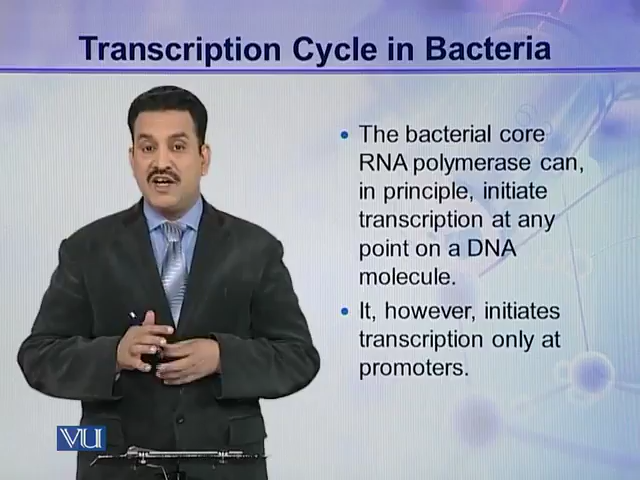 Transcription Cycle in Bacteria
• The bacterial core
RNA polymerase can,
in principle, initiate
transcription at any
point on a DNA
molecule.
• It, however, initiates
transcription only at
promoters.
VU